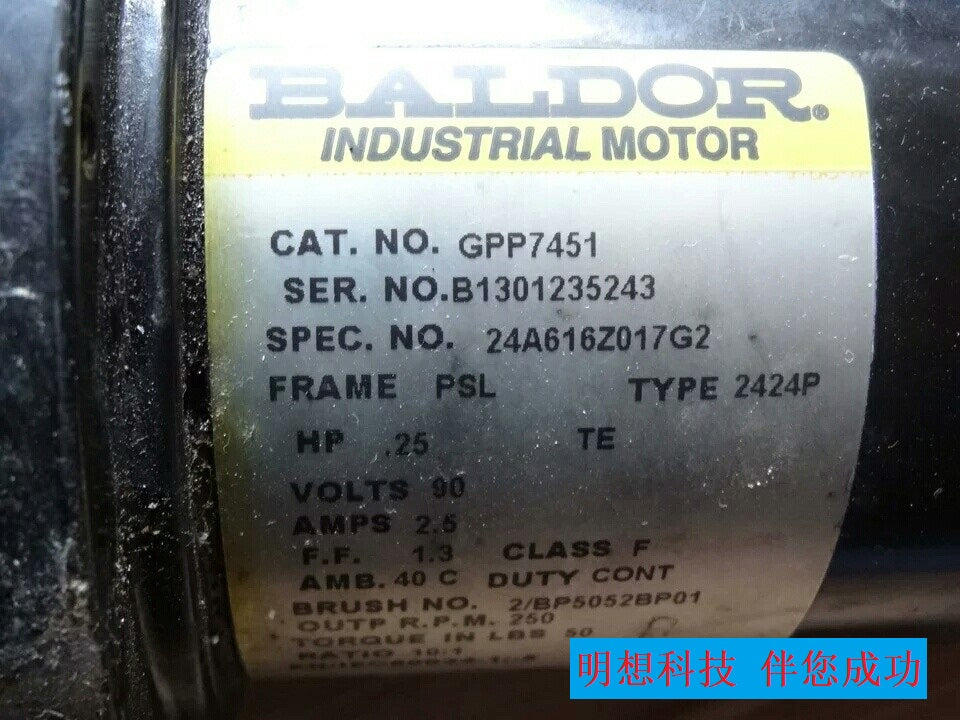 BALDOR®
INDUSTRIAL MOTOR
CAT. NO. GPP7451
SER. NO.B1301235243
SPEC. NO. 24A616Z017G2
FRAME PSL TYPE 2424P
HP .25 TE
VOLTS 90
AMPS 2.5
F.F. 1.3 CLASS F
AMB. 40 C DUTY CONT
BRUSH NO. 2/BP5052BP01
OUTP R.P.M. 250
TORQUE IN LBS 50
RATIO 10:1
明想科技 伴您成功